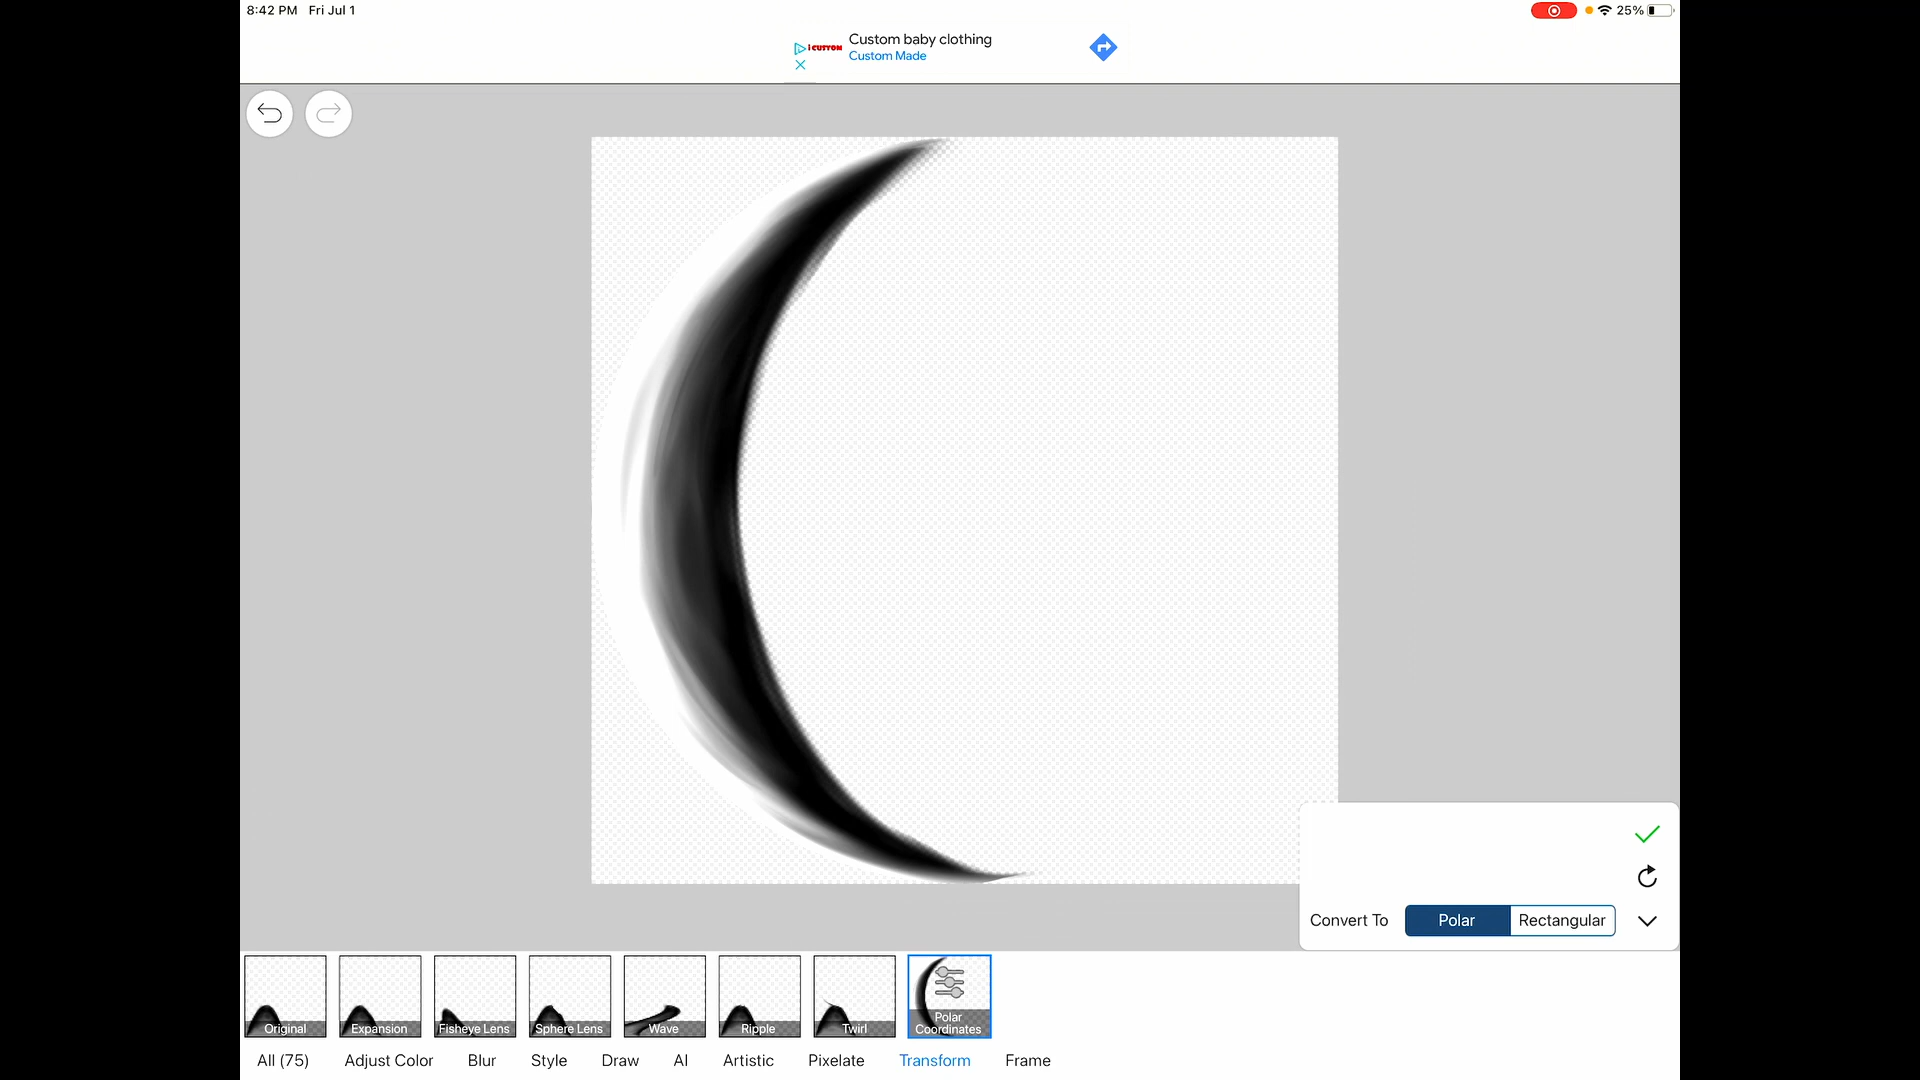 8:42 PM Fri Jul 1
25%
iCUSTOM
Custom baby clothing
Custom Made
Convert To Polar Rectangular
Original Expansion Fisheye Lens Sphere Lens Wave Ripple Twirl Polar
Coordinates
All (75) Adjust Color Blur Style Draw AI Artistic Pixelate Transform Frame